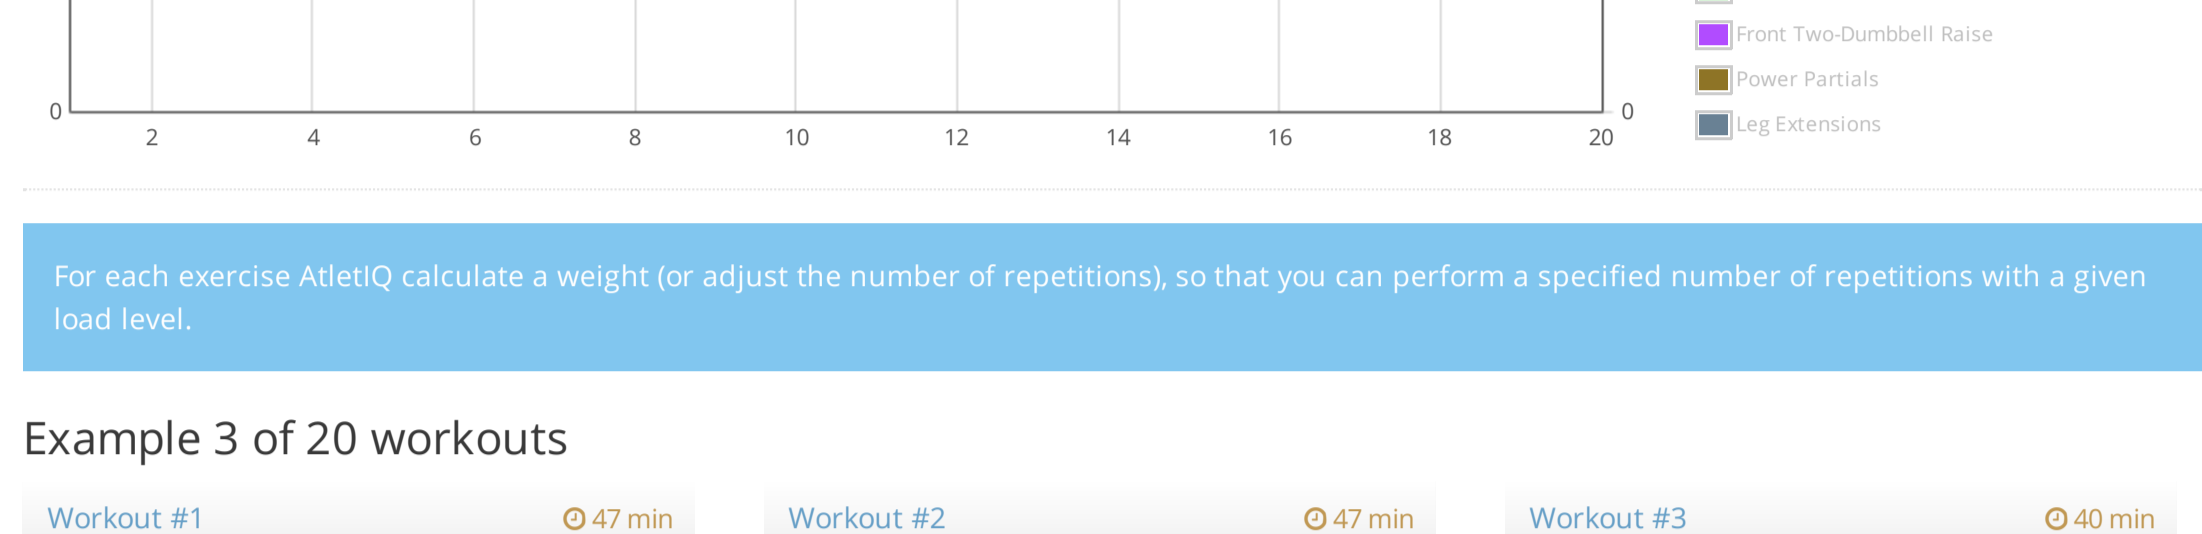 Front Two-Dumbbell Raise
Power Partials
0 0
Leg Extensions
2 4 6 8 10 12 14 16 18 20
For each exercise AtletIQ calculate a weight (or adjust the number of repetitions), so that you can perform a specified number of repetitions with a given
load level.
Example 3 of 20 workouts
Workout #1 47 min
Workout #2 47 min
Workout #3 40 min